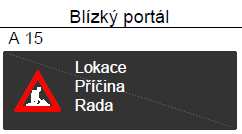 Blízký portál
A 15
Lokace
Příčina
Rada